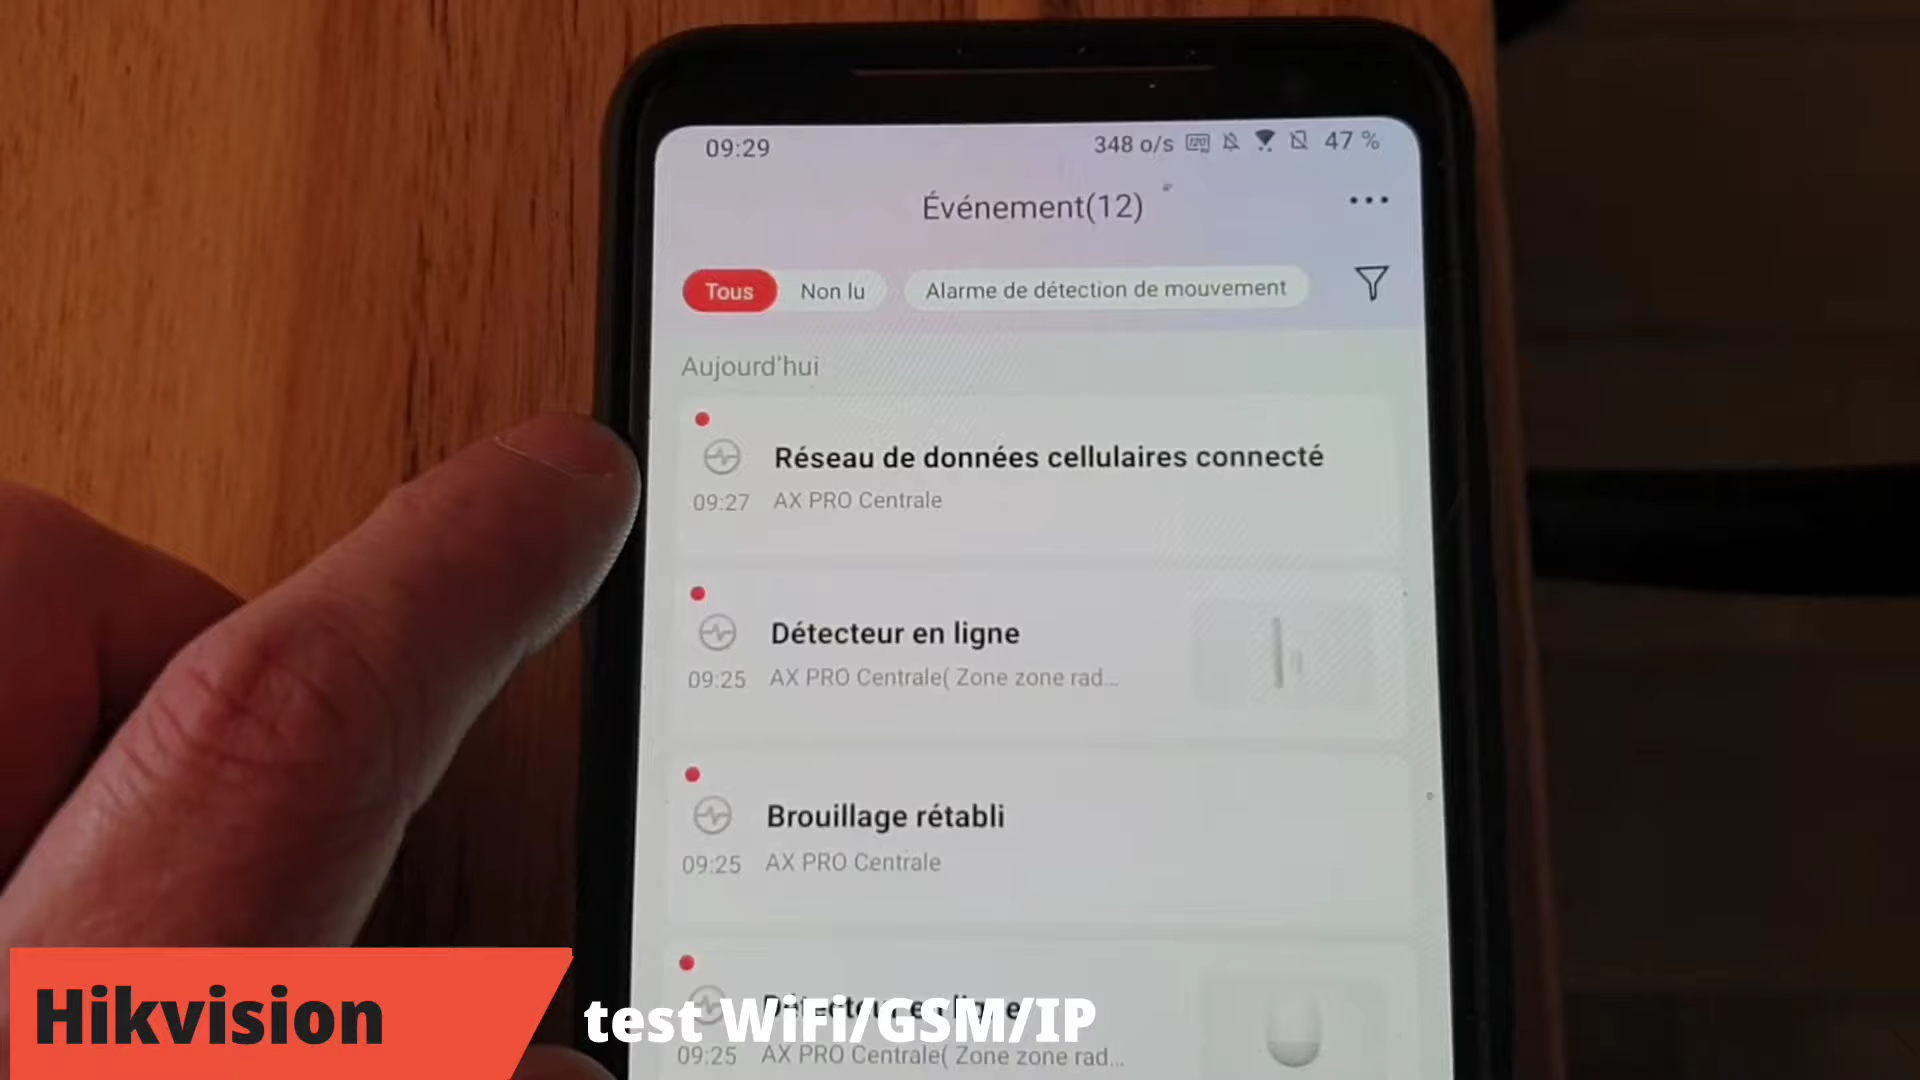 09:29
348 o/s 47 %
Événement(12)
Tous Non lu Alarme de détection de mouvement
Aujourd'hui
Réseau de données cellulaires connecté
09:27 AX PRO Centrale
Détecteur en ligne
09:25 AX PRO Centrale( Zone zone rad...
Brouillage rétabli
09:25 AX PRO Centrale
Détecteur en ligne
09:25 AX PRO Centrale( Zone zone rad...
Hikvision
test WiFi/GSM/IP